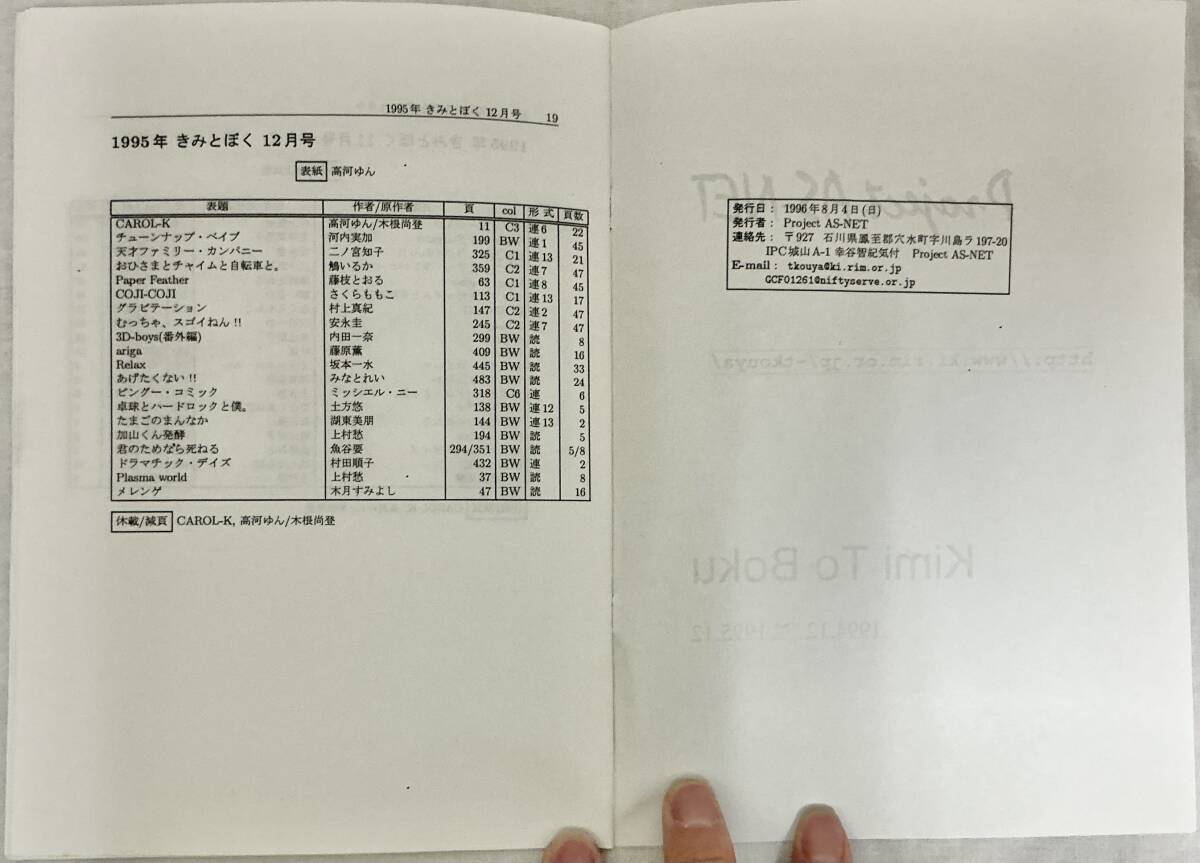 1995年 きみとぼく 12月号 19
1995年 きみとぼく 12月号
表紙 高河ゆん
表題 作者/原作者 頁 col 形式 頁数
CAROL-K 高河ゆん/木根尚登 11 C3 連6 22
チューンナップ・ベイブ 河内実加 199 BW 連1 45
天才ファミリー・カンパニー 二ノ宮知子 325 C1 連13 21
おひさまとチャイムと自転車と。 鳩いるか 359 C2 連7 47
Paper Feather 藤枝とおる 63 C1 連8 45
COJI-COJI さくらももこ 113 C1 連13 17
グラビテーション 村上真紀 147 C2 連2 47
むっちゃ、スゴイねん!! 安永圭 245 C2 連7 47
3D-boys(番外編) 内田一奈 299 BW 読 8
ariga 藤原薫 409 BW 読 16
Relax 坂本一水 445 BW 読 33
あげたくない!! みなとれい 483 BW 読 24
ピングー・コミック ミッシエル・ニー 318 C6 連 6
卓球とハードロックと僕。 土方悠 138 BW 連12 5
たまごのまんなか 湖東美朋 144 BW 連13 2
加山くん発酵 上村愁 194 BW 読 5
君のためなら死ねる 魚谷要 294/351 BW 読 5/8
ドラマチック・デイズ 村田順子 432 BW 連 2
Plasma world 上村愁 37 BW 読 8
メレンゲ 木月すみよし 47 BW 読 16
休載/減頁 CAROL-K, 高河ゆん/木根尚登
発行日: 1996年8月4日(日)
発行者: Project AS-NET
連絡先: 〒927 石川県鳳至郡穴水町字川島ラ197-20
IPC城山A-1 幸谷智紀気付 Project AS-NET
E-mail: tkouya@ki.rim.or.jp
GCF01261@niftyserve.or.jp
Project AS-NET
http://www.ki.rim.or.jp/~tkouya/
Kimi To Boku
1994.12 ~ 1995.12